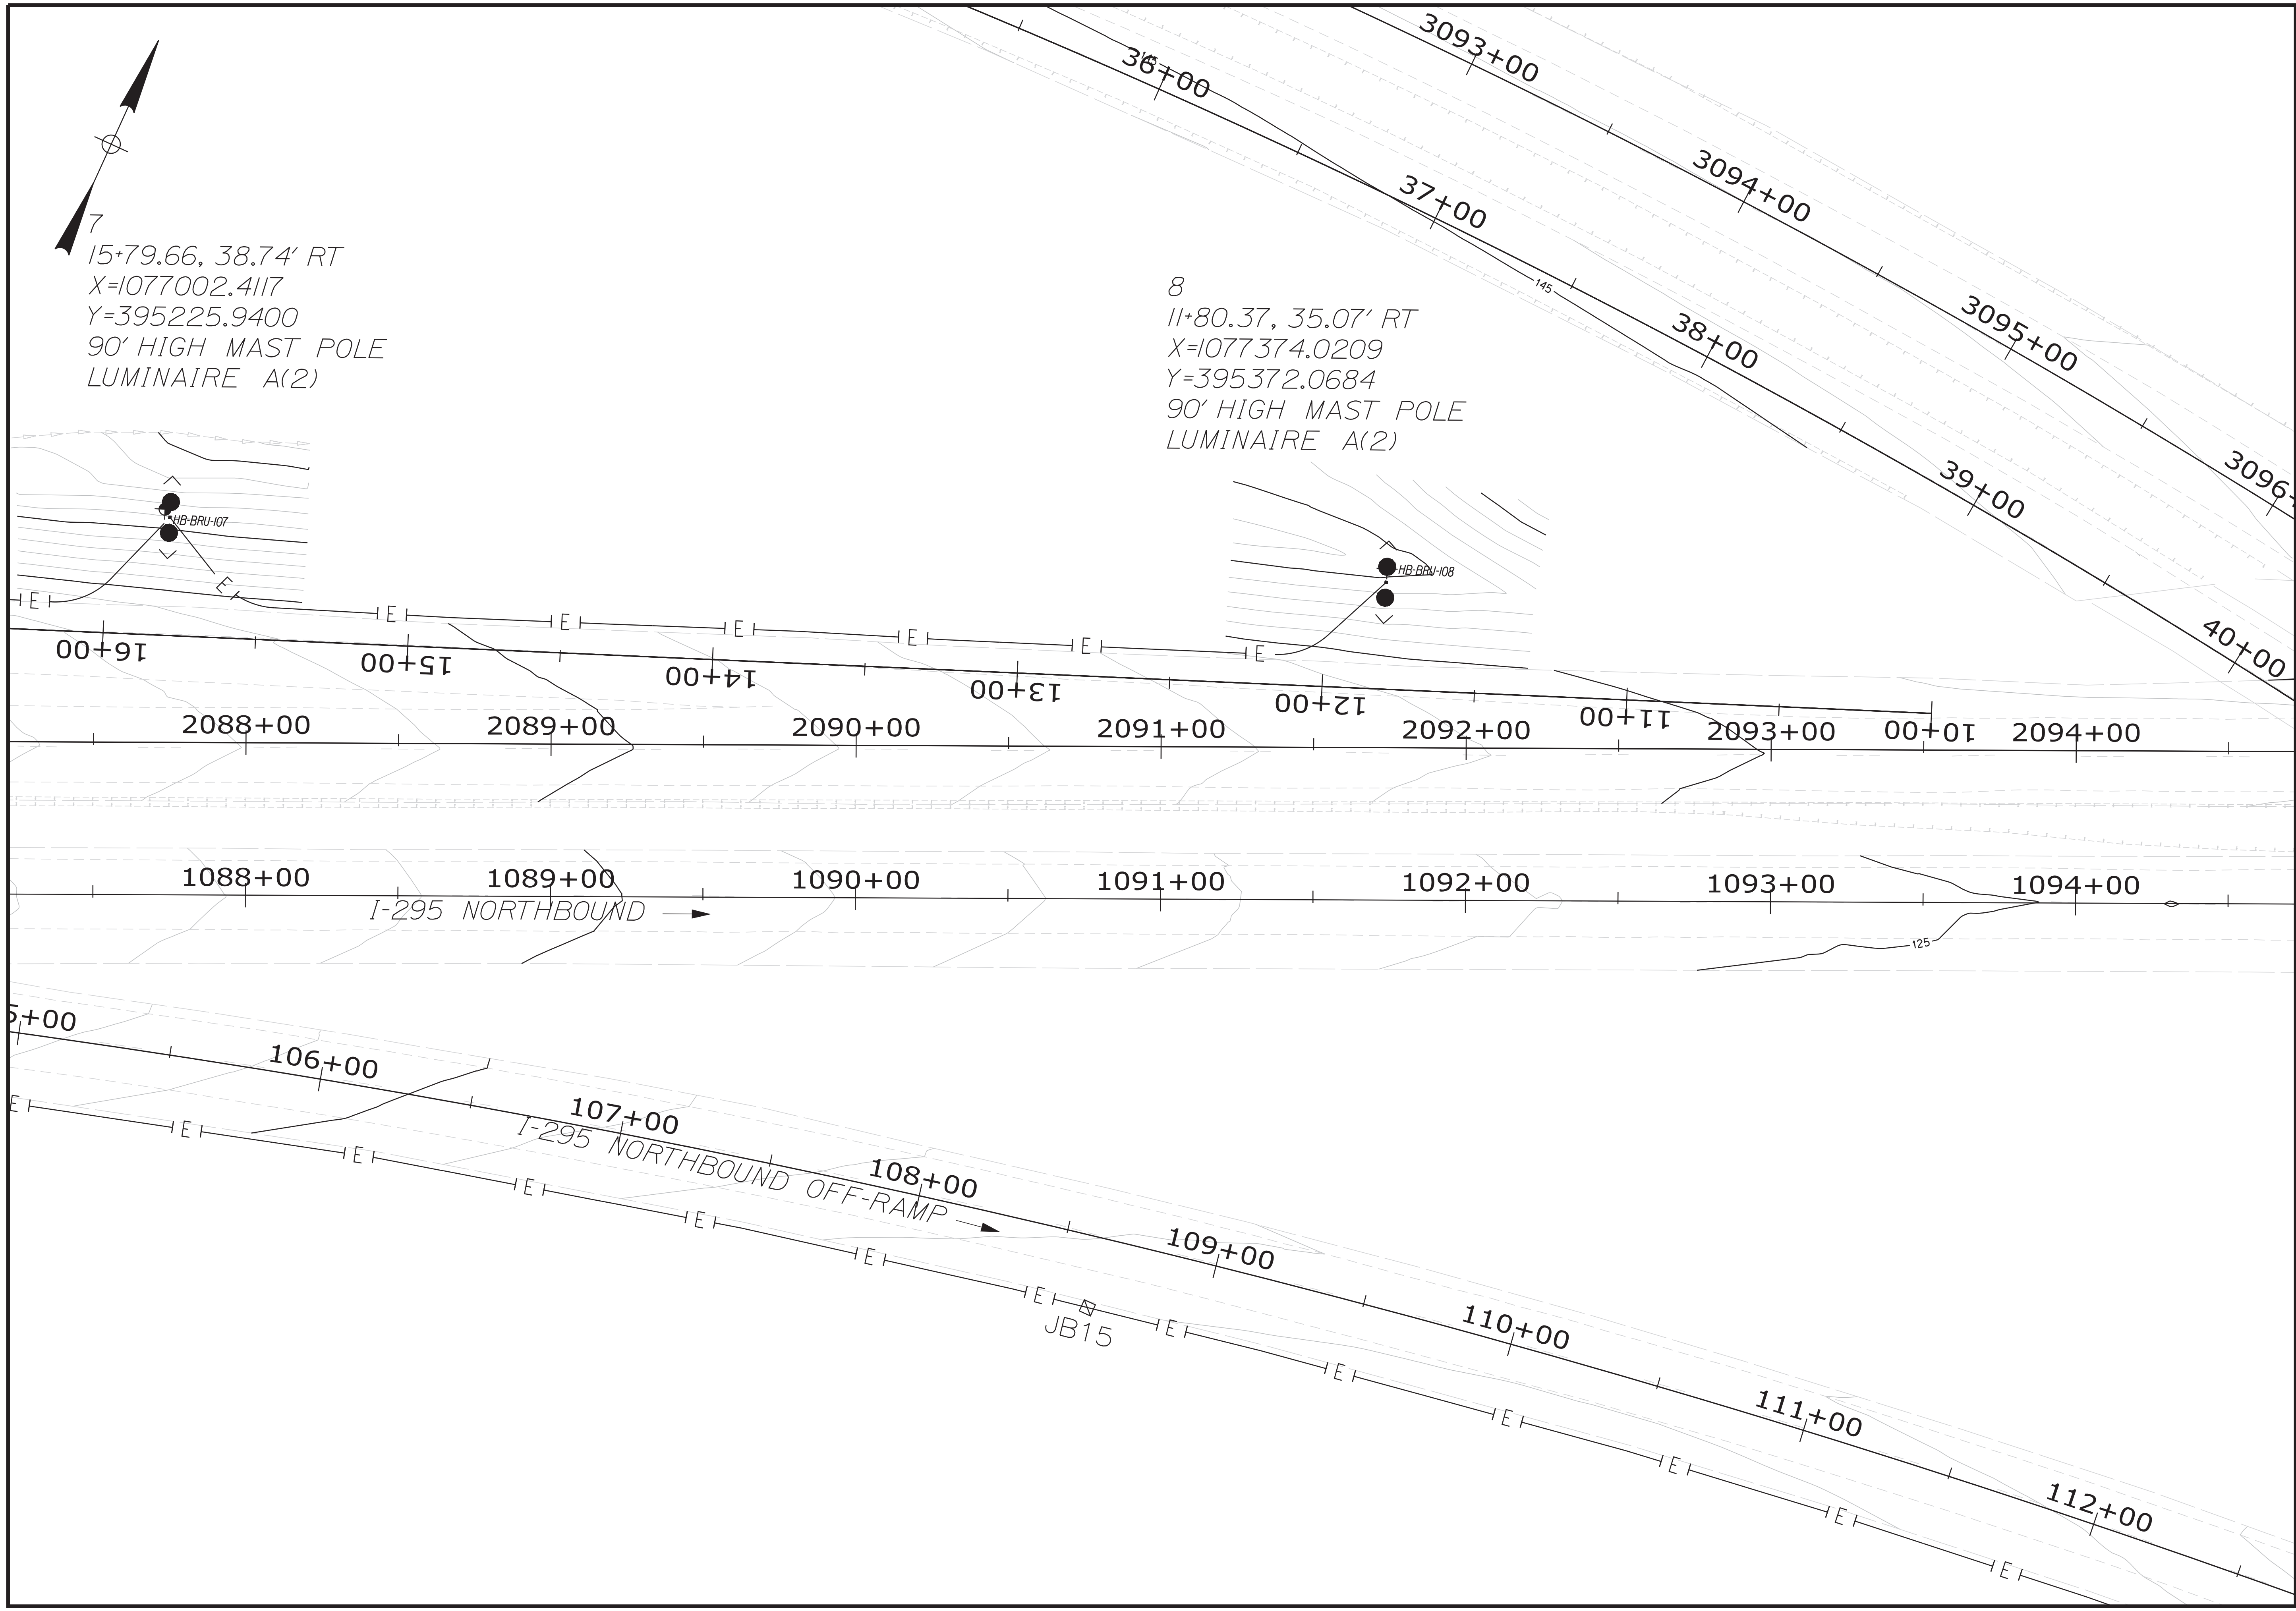 3093+00
145
36+00
3094+00
37+00
7
15+79.66, 38.74' RT
X=1077002.4117
Y=395225.9400
90' HIGH MAST POLE
LUMINAIRE A(2)
8
11+80.37, 35.07' RT
X=1077374.0209
Y=395372.0684
90' HIGH MAST POLE
LUMINAIRE A(2)
145
3095+00
38+00
3096+
39+00
HB-BRU-107
HB-BRU-108
E
E E E E E E E
40+00
16+00 15+00 14+00 13+00 12+00 11+00 10+00
2088+00 2089+00 2090+00 2091+00 2092+00 2093+00 2094+00
1088+00 1089+00 1090+00 1091+00 1092+00 1093+00 1094+00
I-295 NORTHBOUND
125
5+00
106+00
107+00
I-295 NORTHBOUND OFF-RAMP
108+00
109+00
110+00
111+00
112+00
E E E E E E E
JB15
E E E E E E